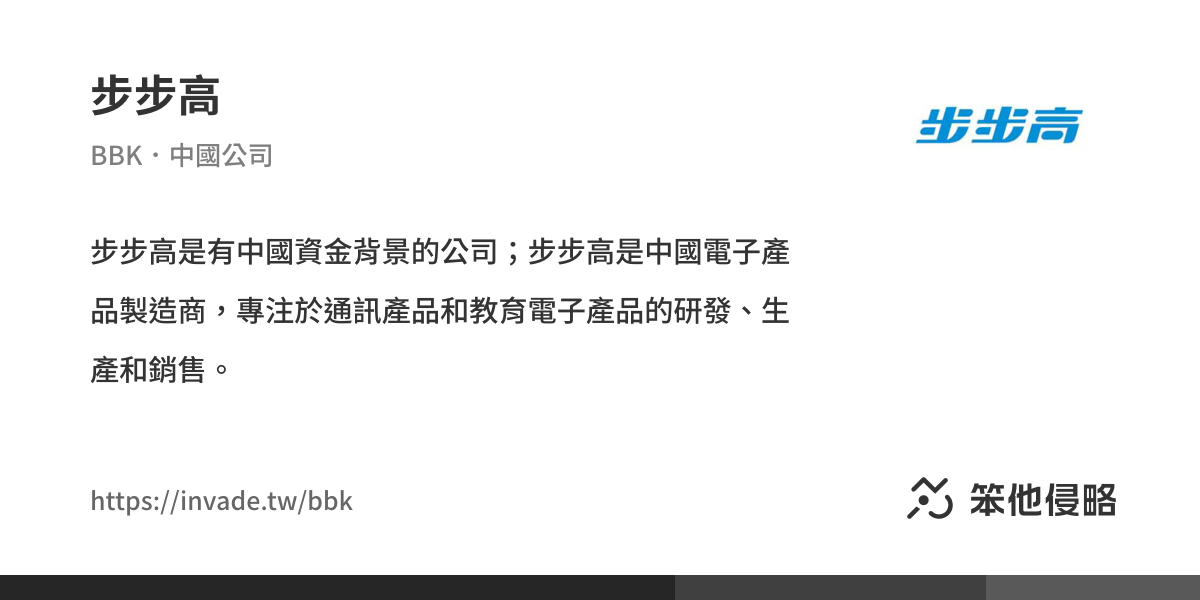 步步高
BBK・中國公司
步步高
步步高是有中國資金背景的公司；步步高是中國電子產
品製造商，專注於通訊產品和教育電子產品的研發、生
產和銷售。
https://invade.tw/bbk
笨他侵略